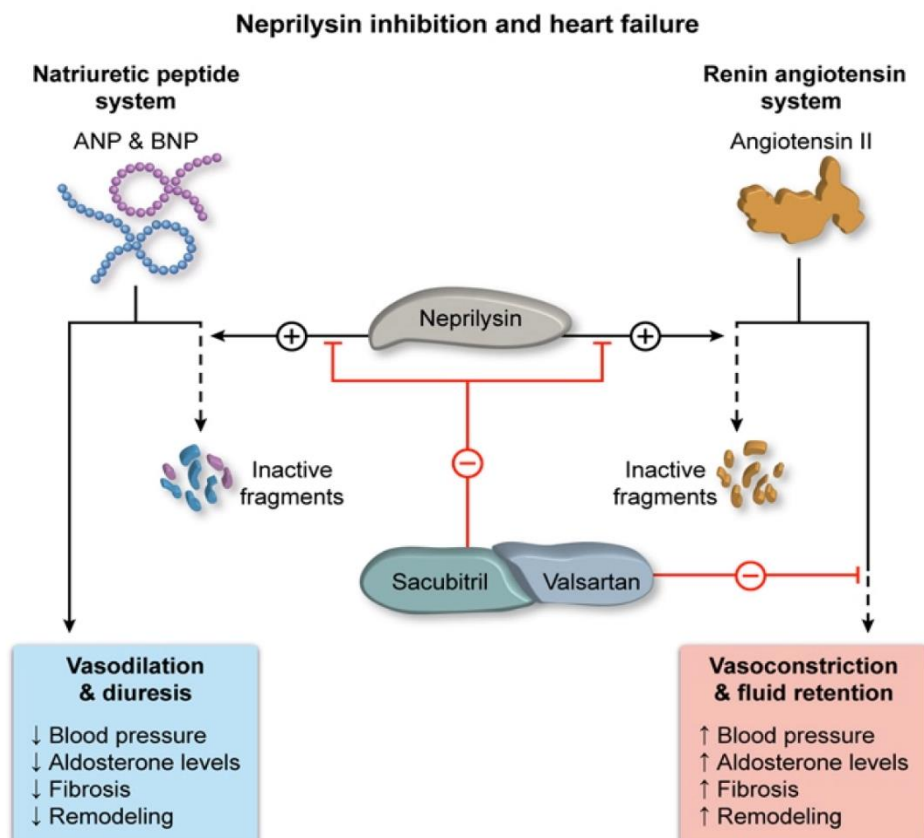 Neprilysin inhibition and heart failure
Natriuretic peptide
system
ANP & BNP
Renin angiotensin
system
Angiotensin II
Neprilysin
+
+
Inactive
fragments
Inactive
fragments
−
Sacubitril
Valsartan
−
Vasodilation
& diuresis
↓ Blood pressure
↓ Aldosterone levels
↓ Fibrosis
↓ Remodeling
Vasoconstriction
& fluid retention
↑ Blood pressure
↑ Aldosterone levels
↑ Fibrosis
↑ Remodeling